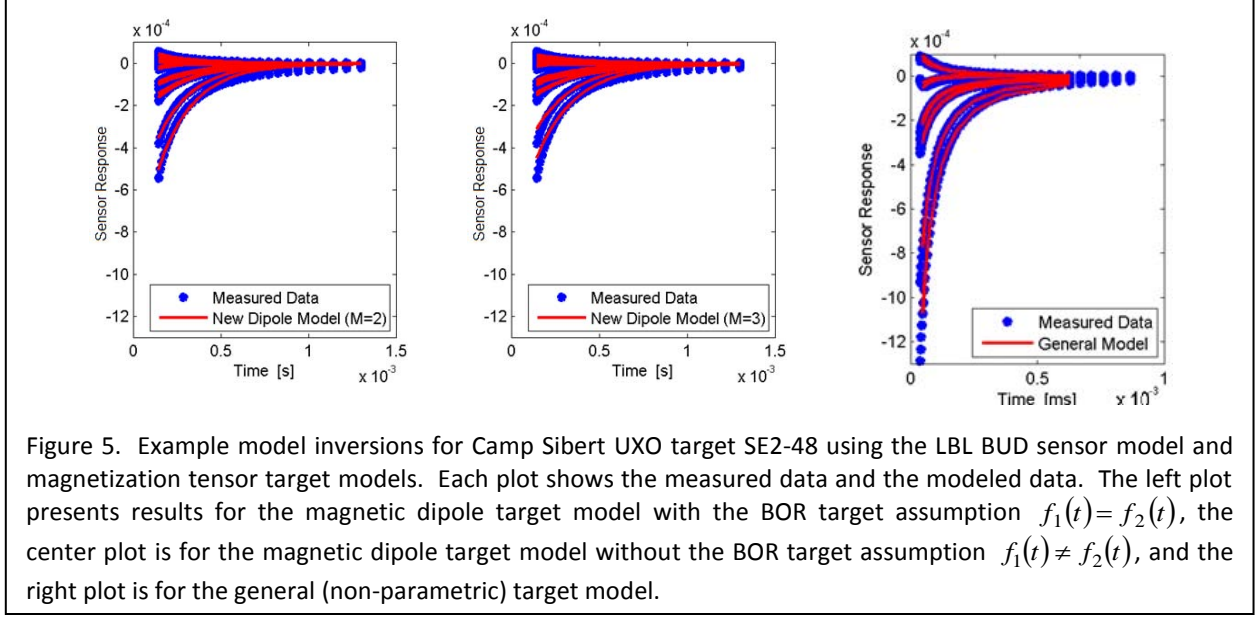 x 10⁻⁴
0
-2
-4
-6
-8
-10
-12
Sensor Response
Measured Data
New Dipole Model (M=2)
0
0.5
1
1.5
Time [s]
x 10⁻³
x 10⁻⁴
0
-2
-4
-6
-8
-10
-12
Sensor Response
Measured Data
New Dipole Model (M=3)
0
0.5
1
1.5
Time [s]
x 10⁻³
x 10⁻⁴
0
-2
-4
-6
-8
-10
-12
Sensor Response
Measured Data
General Model
0
0.5
1
Time [ms]
x 10⁻³
Figure 5. Example model inversions for Camp Sibert UXO target SE2-48 using the LBL BUD sensor model and
magnetization tensor target models. Each plot shows the measured data and the modeled data. The left plot
presents results for the magnetic dipole target model with the BOR target assumption f₁(t)= f₂(t), the
center plot is for the magnetic dipole target model without the BOR target assumption f₁(t)≠ f₂(t), and the
right plot is for the general (non-parametric) target model.